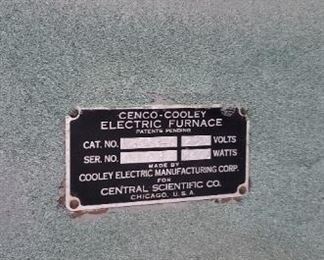 CENCO-COOLEY
ELECTRIC FURNACE
PATENTS PENDING
CAT. NO. VOLTS
SER. NO. WATTS
MADE BY
COOLEY ELECTRIC MANUFACTURING CORP.
FOR
CENTRAL SCIENTIFIC CO.
CHICAGO, U.S.A.